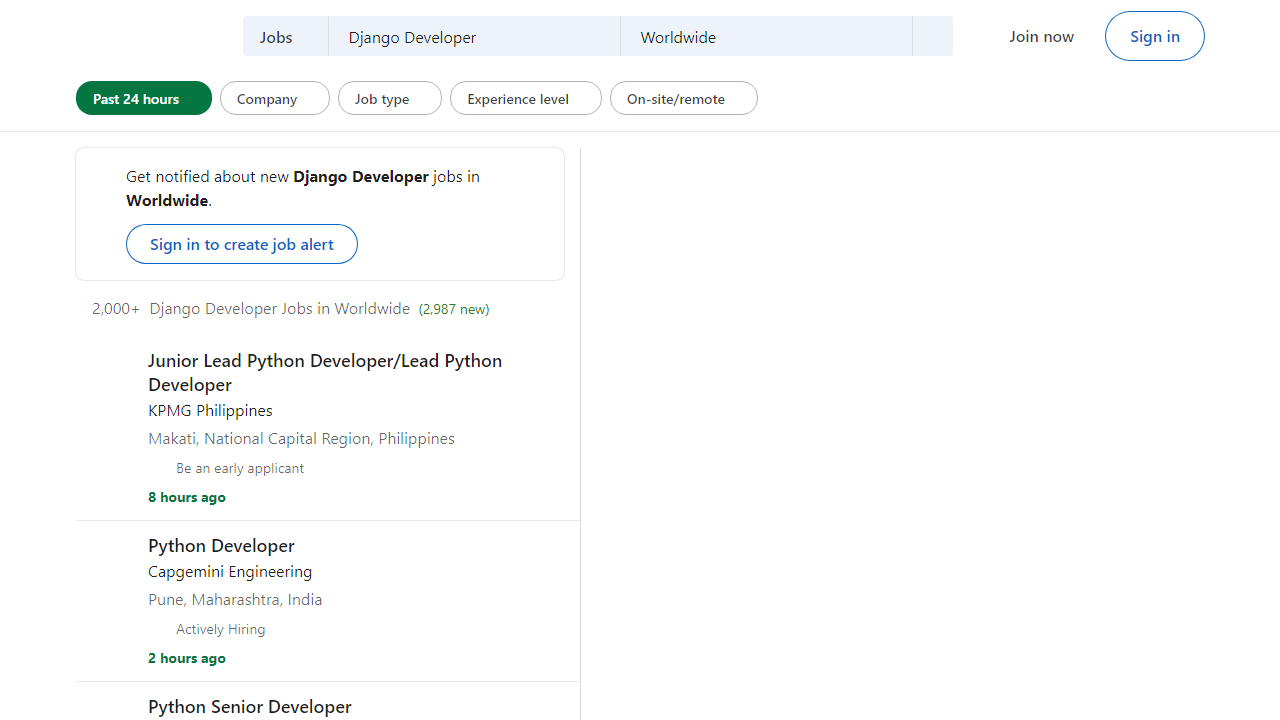 Jobs Django Developer Worldwide Join now Sign in
Past 24 hours Company Job type Experience level On-site/remote
Get notified about new Django Developer jobs in
Worldwide.
Sign in to create job alert
2,000+ Django Developer Jobs in Worldwide (2,987 new)
Junior Lead Python Developer/Lead Python
Developer
KPMG Philippines
Makati, National Capital Region, Philippines
Be an early applicant
8 hours ago
Python Developer
Capgemini Engineering
Pune, Maharashtra, India
Actively Hiring
2 hours ago
Python Senior Developer